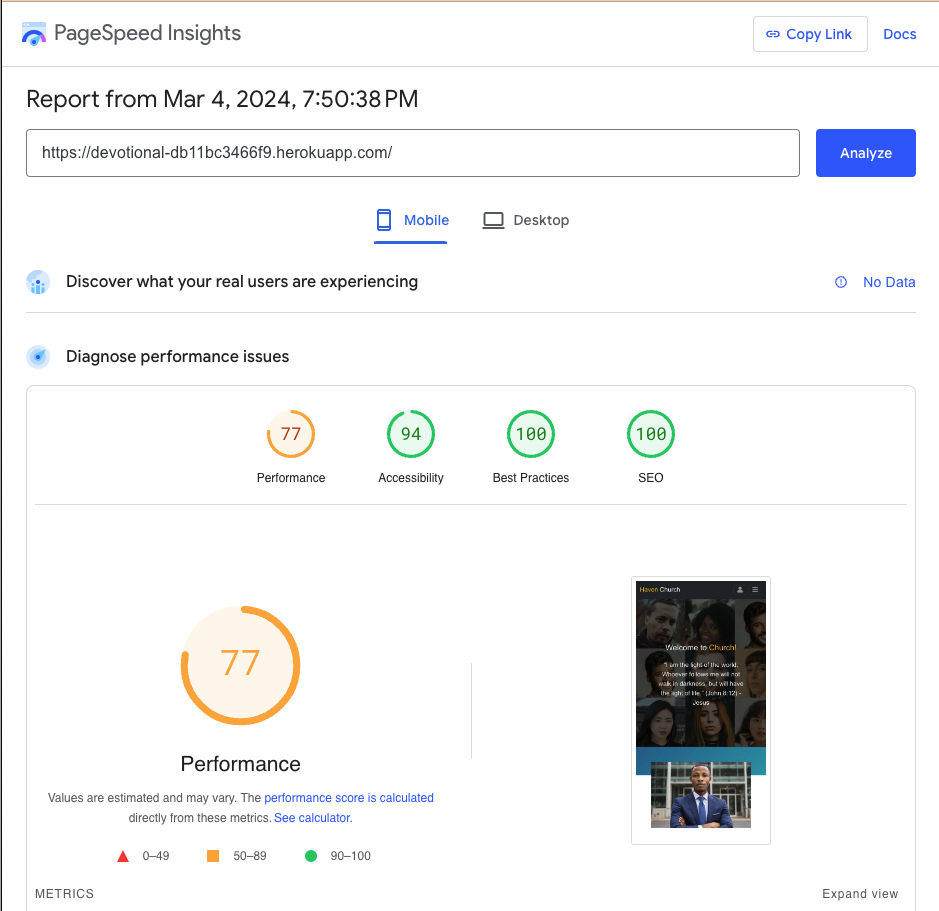 PageSpeed Insights
Copy Link
Docs
Report from Mar 4, 2024, 7:50:38 PM
https://devotional-db11bc3466f9.herokuapp.com/
Analyze
Mobile
Desktop
Discover what your real users are experiencing
No Data
Diagnose performance issues
77
94
100
100
Performance
Accessibility
Best Practices
SEO
77
Performance
Values are estimated and may vary. The performance score is calculated
directly from these metrics. See calculator.
0–49
50–89
90–100
Haven Church
Welcome to Church!
"I am the light of the world.
Whoever follows me will not
walk in darkness, but will have
the light of life." (John 8:12) -
Jesus
METRICS
Expand view